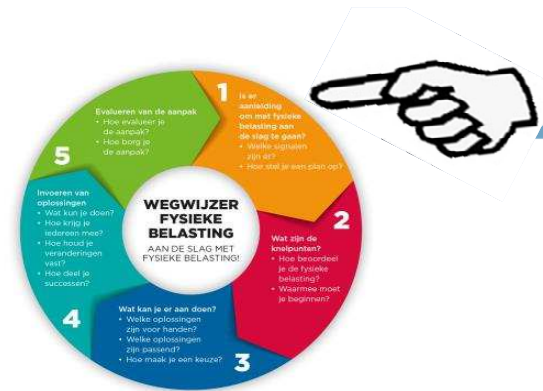 1
Is er
aanleiding
om met fysieke
belasting aan
de slag te gaan?
• Welke signalen
zijn er?
• Hoe stel je een plan op?
2
Wat zijn de
knelpunten?
• Hoe beoordeel
je de fysieke
belasting?
• Waarmee moet
je beginnen?
Wat kan je er aan doen?
• Welke oplossingen
zijn voor handen?
• Welke oplossingen
zijn passend?
• Hoe maak je een keuze?
3
Invoeren van
oplossingen
• Wat kun je doen?
• Hoe krijg je
iedereen mee?
• Hoe houd je
veranderingen
vast?
• Hoe deel je
successen?
4
Evalueren van de aanpak
• Hoe evalueer je
de aanpak?
• Hoe borg je
de aanpak?
5
WEGWIJZER
FYSIEKE
BELASTING
AAN DE SLAG MET
FYSIEKE BELASTING!